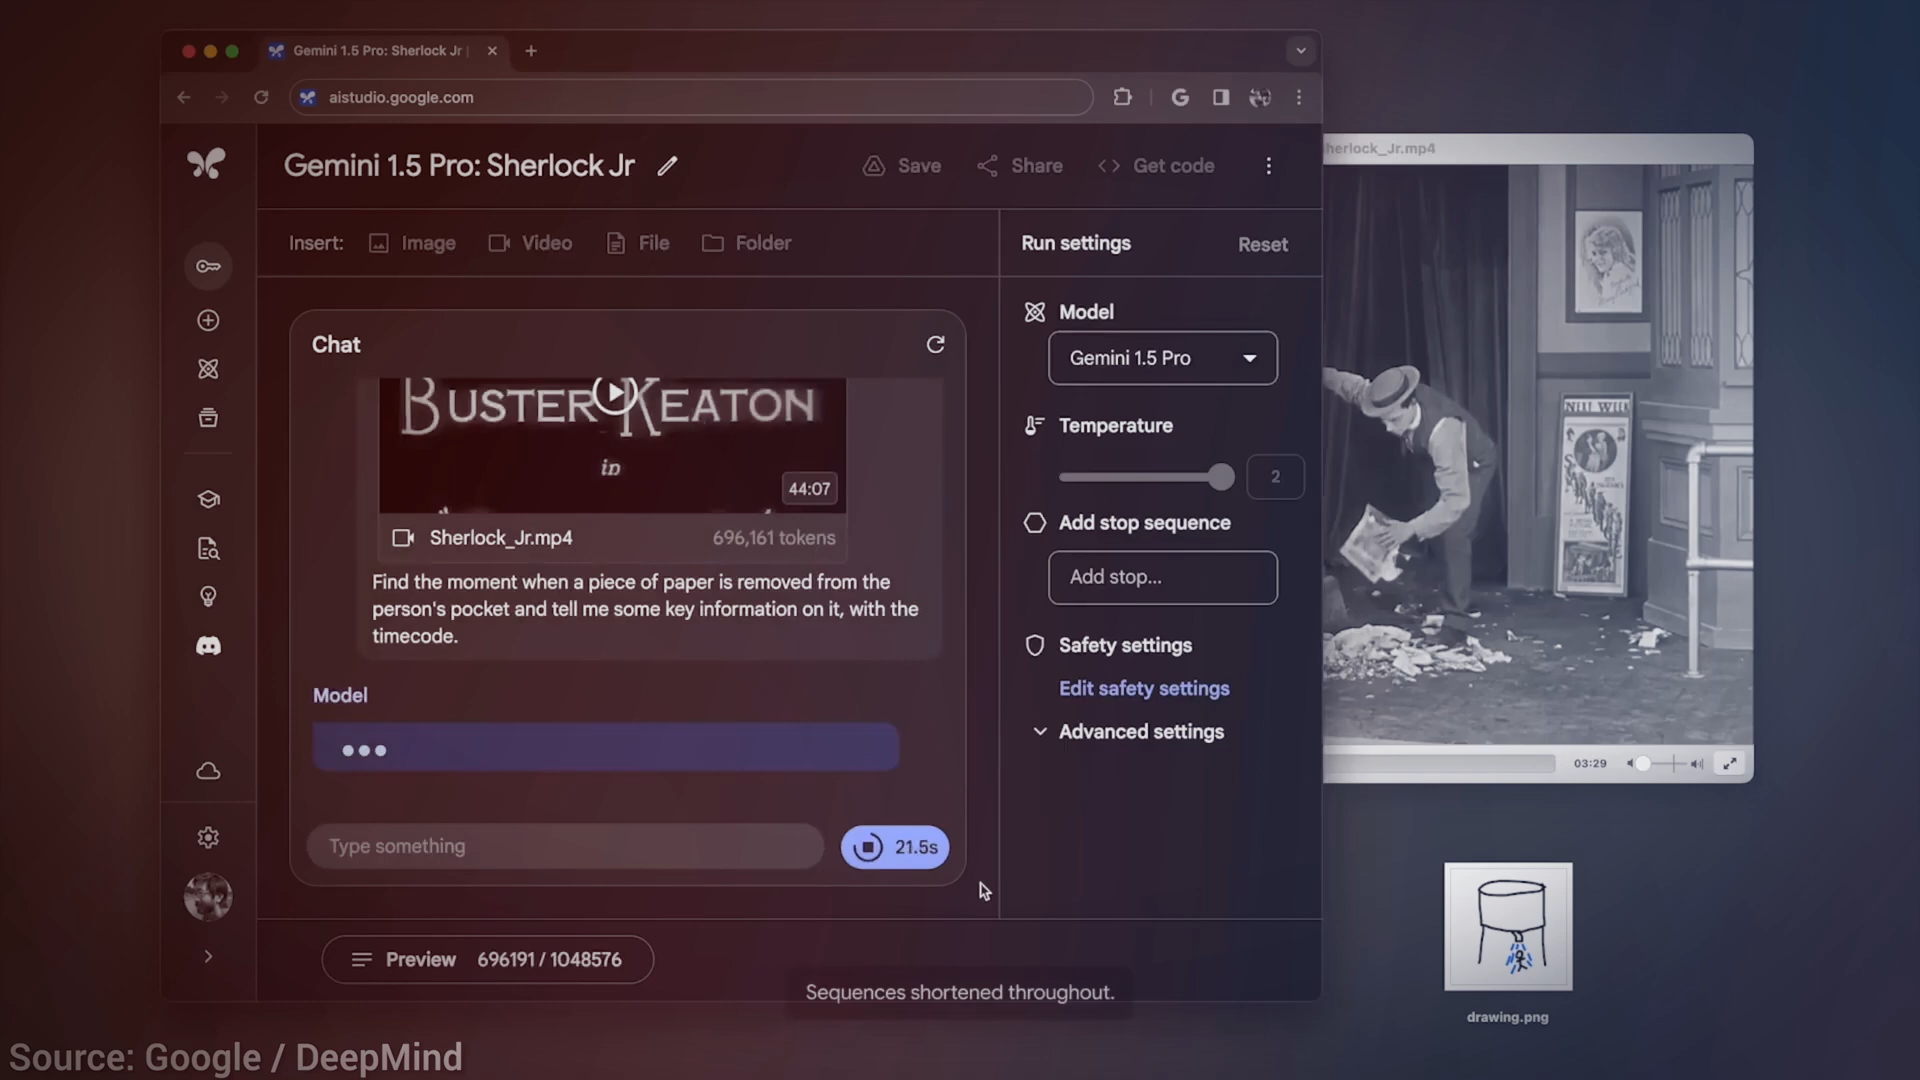 Gemini 1.5 Pro: Sherlock Jr
aistudio.google.com
Gemini 1.5 Pro: Sherlock Jr
Save
Share
Get code
Insert:
Image
Video
File
Folder
Run settings
Reset
Chat
BUSTER KEATON
in
44:07
Sherlock_Jr.mp4
696,161 tokens
Find the moment when a piece of paper is removed from the
person's pocket and tell me some key information on it, with the
timecode.
Model
Type something
21.5s
Preview
696191 / 1048576
Model
Gemini 1.5 Pro
Temperature
2
Add stop sequence
Add stop...
Safety settings
Edit safety settings
Advanced settings
herlock_Jr.mp4
NEXT WEEK
03:29
drawing.png
Sequences shortened throughout.
Source: Google / DeepMind